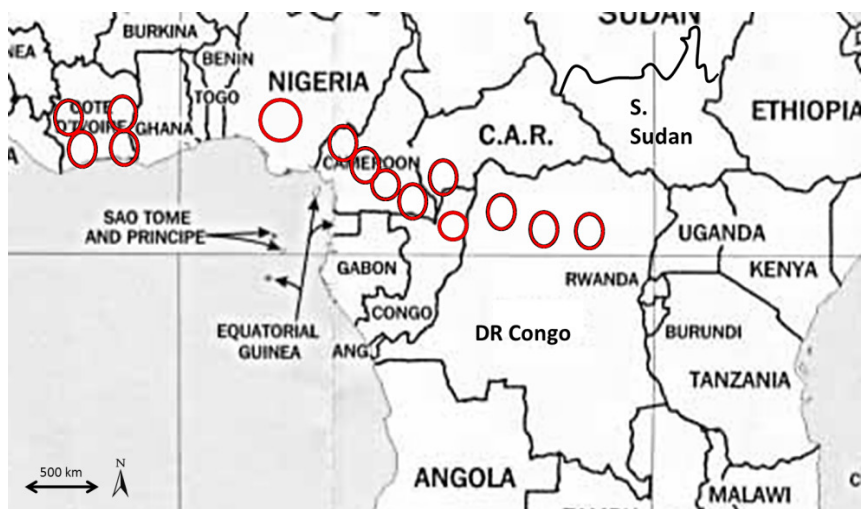 SUDAN
BURKINA
NEA
BENIN
NIGERIA
TOGO
COTE
D'IVOIRE
GHANA
S.
Sudan
ETHIOPIA
C.A.R.
CAMEROON
SAO TOME
AND PRINCIPE
UGANDA
GABON
KENYA
RWANDA
CONGO
EQUATORIAL
GUINEA
ANG.
DR Congo
BURUNDI
TANZANIA
500 km
N
ANGOLA
MALAWI